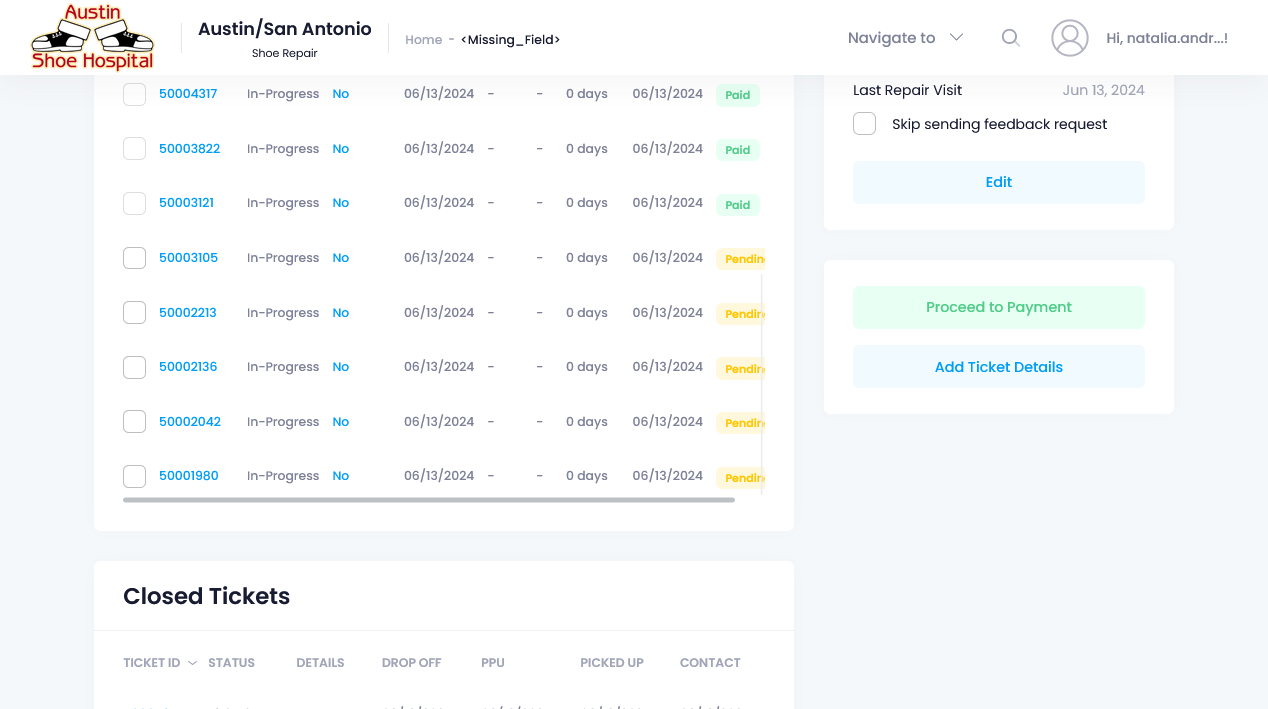 Austin
Shoe Hospital
Austin/San Antonio
Shoe Repair
Home - <Missing_Field>
Navigate to
Hi, natalia.andr...!
50004317 In-Progress No 06/13/2024 - - 0 days 06/13/2024 Paid
50003822 In-Progress No 06/13/2024 - - 0 days 06/13/2024 Paid
50003121 In-Progress No 06/13/2024 - - 0 days 06/13/2024 Paid
50003105 In-Progress No 06/13/2024 - - 0 days 06/13/2024 Pendin
50002213 In-Progress No 06/13/2024 - - 0 days 06/13/2024 Pendin
50002136 In-Progress No 06/13/2024 - - 0 days 06/13/2024 Pendin
50002042 In-Progress No 06/13/2024 - - 0 days 06/13/2024 Pendin
50001980 In-Progress No 06/13/2024 - - 0 days 06/13/2024 Pendin
Last Repair Visit Jun 13, 2024
Skip sending feedback request
Edit
Proceed to Payment
Add Ticket Details
Closed Tickets
TICKET ID STATUS DETAILS DROP OFF PPU PICKED UP CONTACT